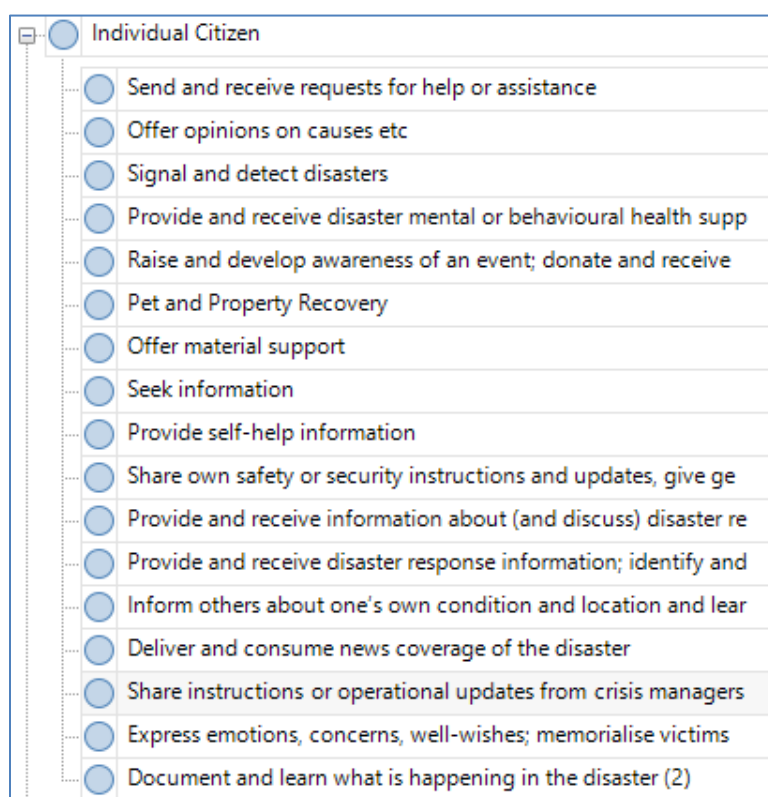 Individual Citizen
Send and receive requests for help or assistance
Offer opinions on causes etc
Signal and detect disasters
Provide and receive disaster mental or behavioural health supp
Raise and develop awareness of an event; donate and receive
Pet and Property Recovery
Offer material support
Seek information
Provide self-help information
Share own safety or security instructions and updates, give ge
Provide and receive information about (and discuss) disaster re
Provide and receive disaster response information; identify and
Inform others about one's own condition and location and lear
Deliver and consume news coverage of the disaster
Share instructions or operational updates from crisis managers
Express emotions, concerns, well-wishes; memorialise victims
Document and learn what is happening in the disaster (2)